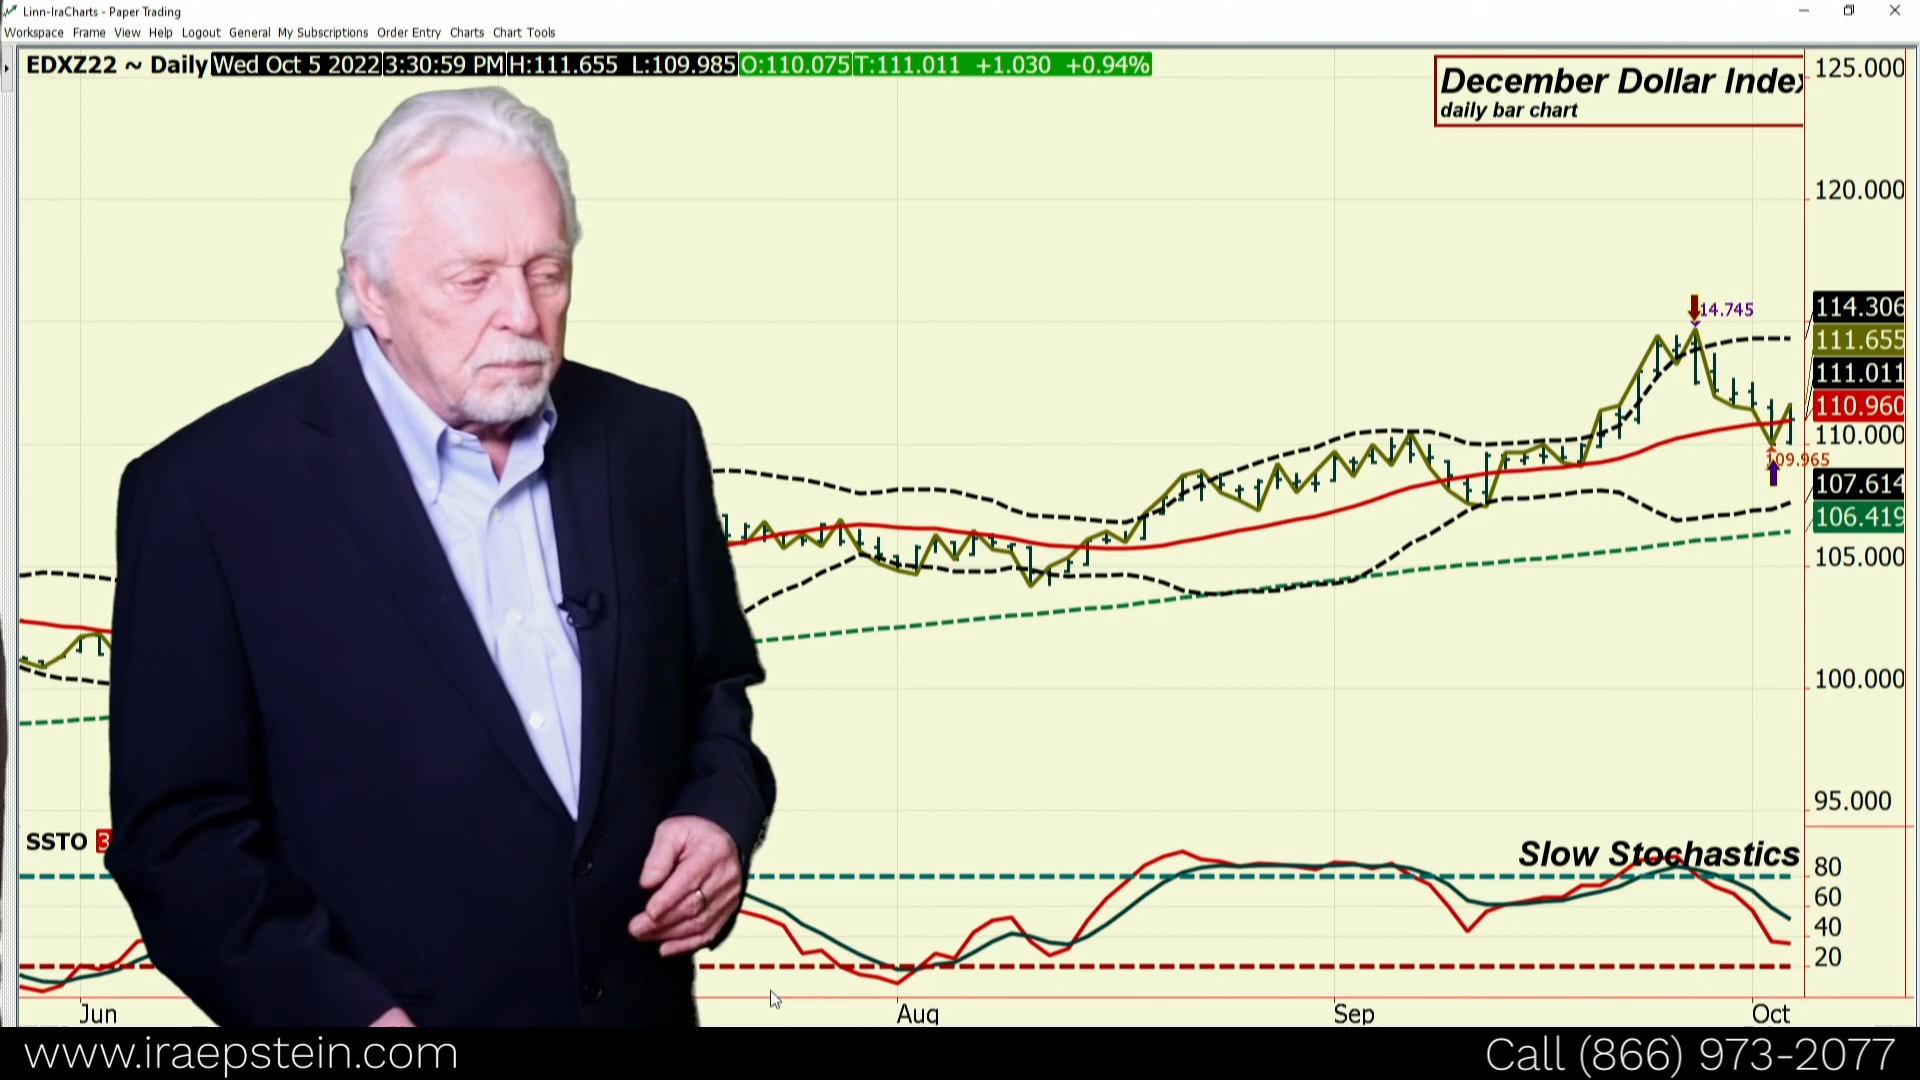 Linn-IraCharts - Paper Trading
Workspace Frame View Help Logout General My Subscriptions Order Entry Charts Chart Tools
EDXZ22 ~ Daily Wed Oct 5 2022 3:30:59 PM H:111.655 L:109.985 O:110.075 T:111.011 +1.030 +0.94%
December Dollar Index
daily bar chart
125.000
120.000
14.745
114.306
111.655
111.011
110.960
110.000
109.965
107.614
106.419
105.000
100.000
95.000
SSTO 3
Slow Stochastics
80
60
40
20
Jun Aug Sep Oct
www.iraepstein.com Call (866) 973-2077